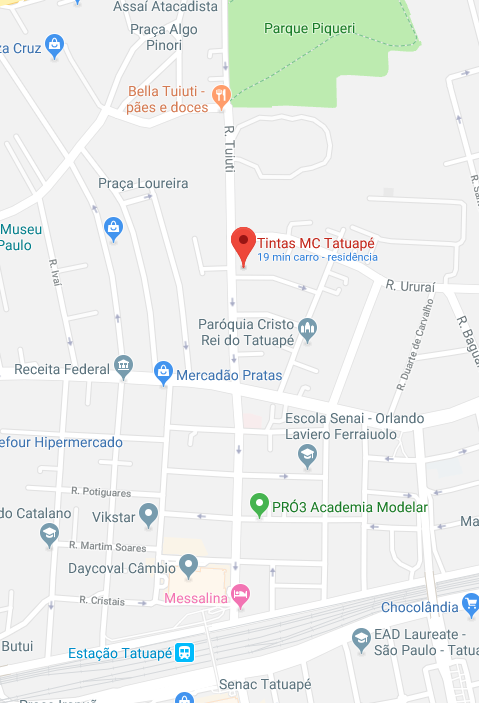 Assaí Atacadista
Praça Algo
Pinori
Parque Piqueri
za Cruz
Bella Tuiuti -
pães e doces
R. Tuiuti
Praça Loureira
Museu
Paulo
R. Ivaí
Tintas MC Tatuapé
19 min carro - residência
R. Ururaí
Paróquia Cristo
Rei do Tatuapé
R. Duarte de Carvalho
Receita Federal
Mercadão Pratas
Escola Senai - Orlando
Laviero Ferraiuolo
efour Hipermercado
R. Potiguares
PRÓ3 Academia Modelar
do Catalano
Vikstar
Ma
R. Martim Soares
Daycoval Câmbio
R. Cristais
Messalina
Chocolândia
Butui
EAD Laureate -
São Paulo - Tatu
Estação Tatuapé
Senac Tatuapé